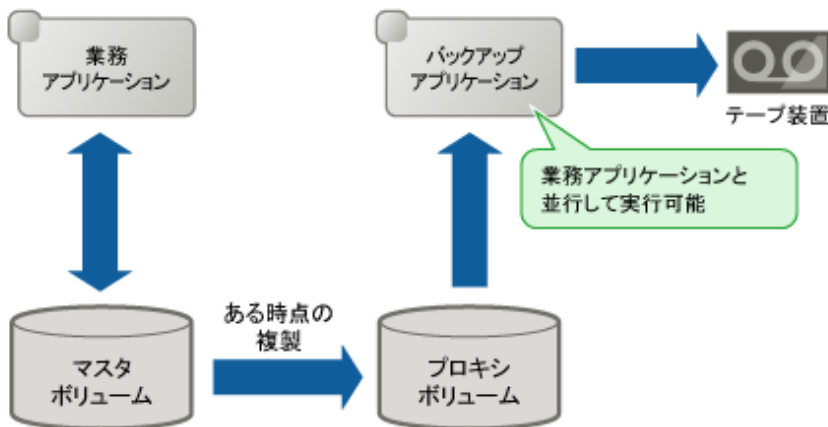 業務
アプリケーション
バックアップ
アプリケーション
テープ装置
業務アプリケーションと
並行して実行可能
ある時点の
複製
マスタ
ボリューム
プロキシ
ボリューム